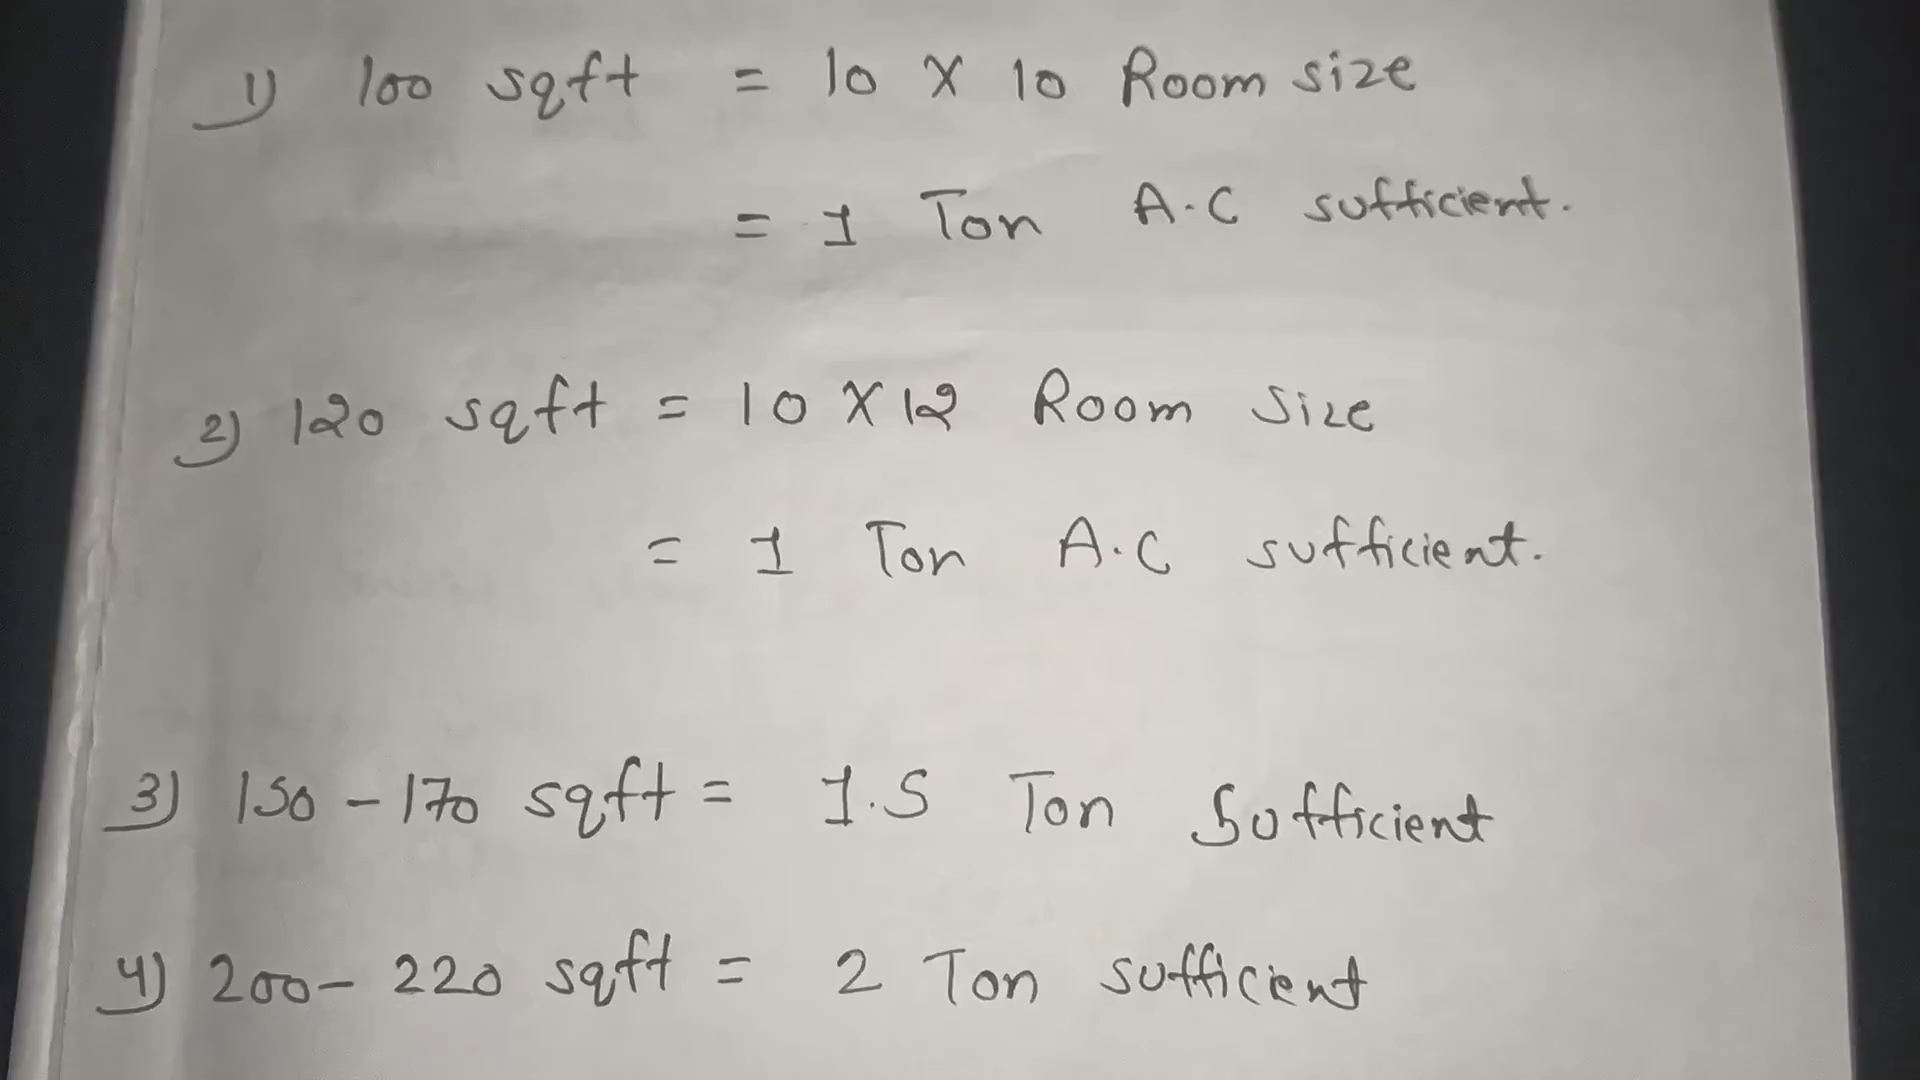 1) 100 sqft = 10 X 10 Room size
= 1 Ton A.C sufficient.
2) 120 sqft = 10 X 12 Room Size
= 1 Ton A.C sufficient.
3) 150 - 170 sqft = 1.5 Ton Sufficient
4) 200 - 220 sqft = 2 Ton sufficient